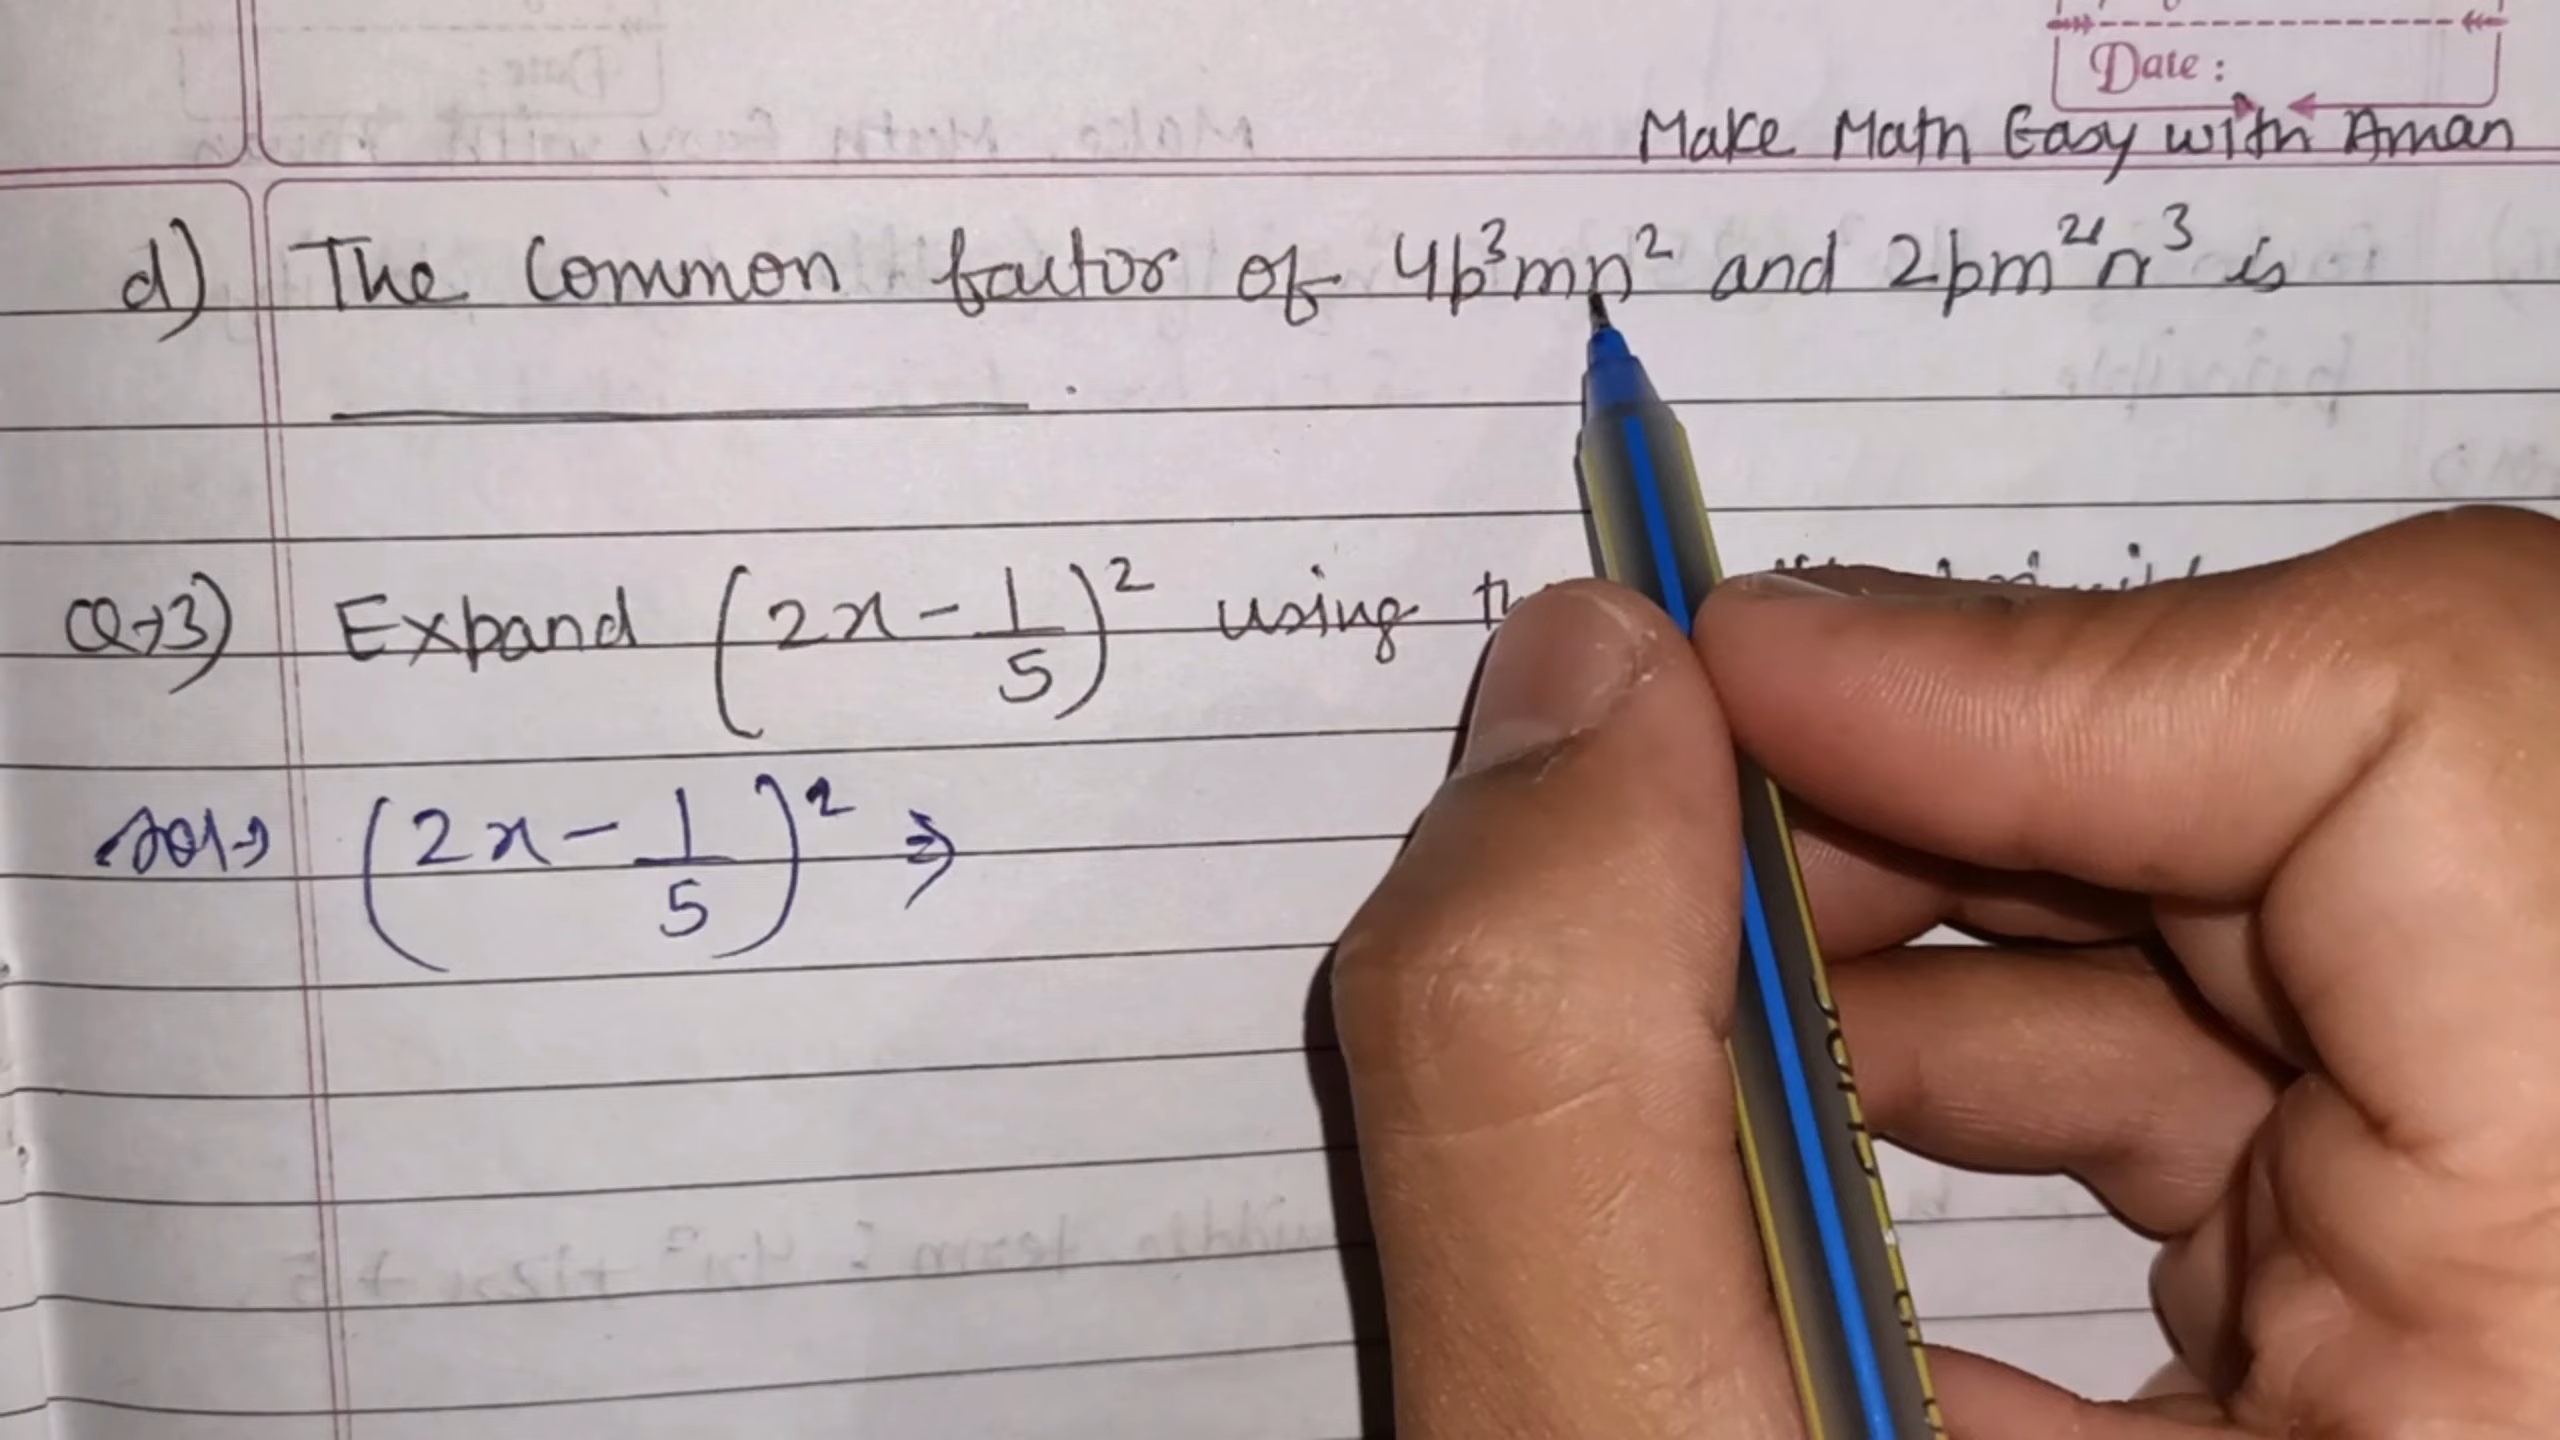 Date :
Make Math Easy with Aman
d) The Common factor of 4p³mn² and 2pm²n³ is
__________ .
Q→3) Expand (2x - 1/5)² using
Sol→ (2x - 1/5)² ⇒